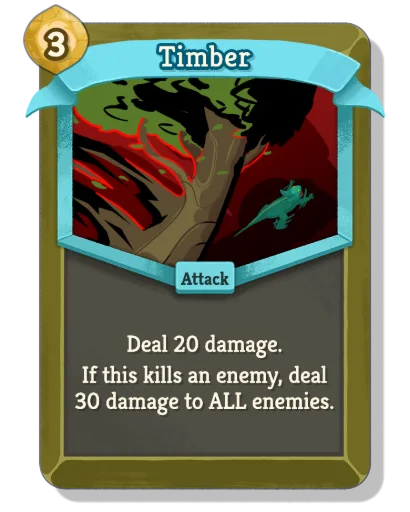 3
Timber
Attack
Deal 20 damage.
If this kills an enemy, deal
30 damage to ALL enemies.